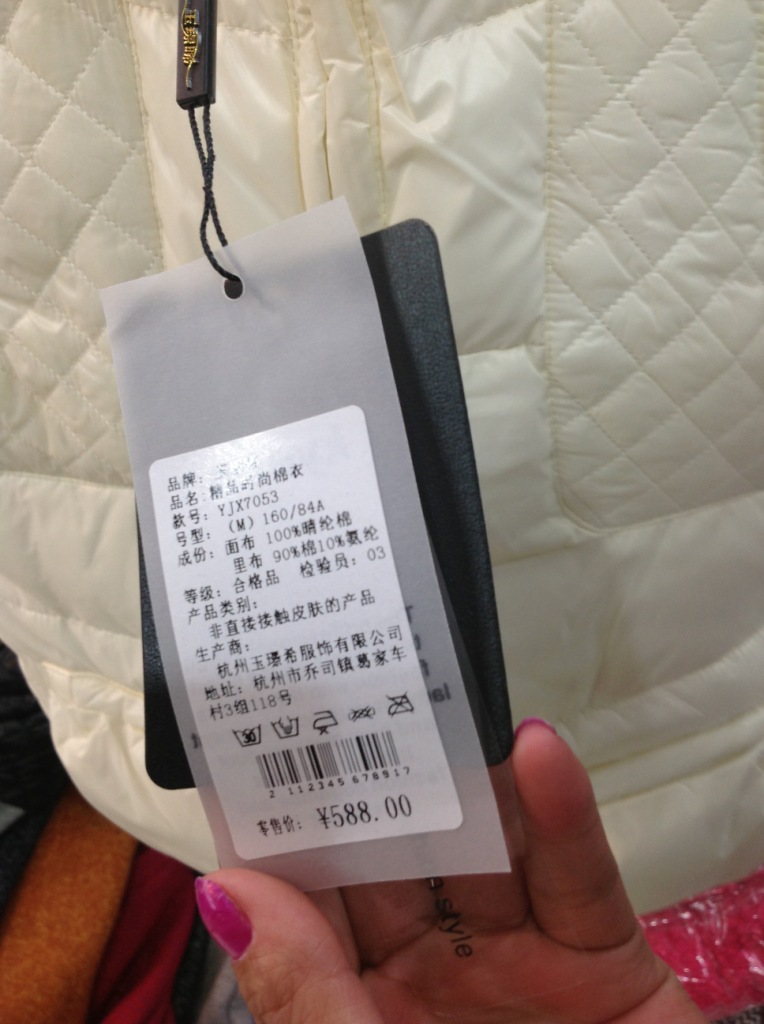 品牌:
品名:精品时尚棉衣
款号: YJX7053
号型: (M) 160/84A
成份: 面布 100%晴纶棉
里布 90%棉10%氨纶
等级: 合格品 检验员: 03
产品类别:
非直接接触皮肤的产品
生产商:
杭州玉璟希服饰有限公司
地址: 杭州市乔司镇葛家车
村3组118号
2 112345 678917
零售价: ¥588.00
style